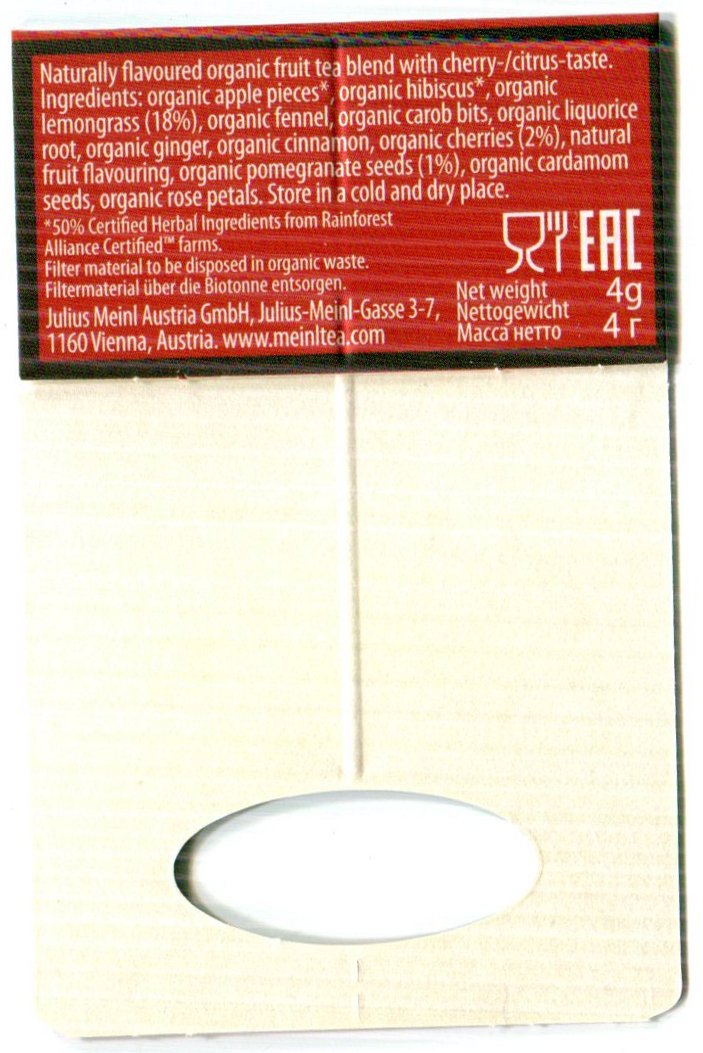 Naturally flavoured organic fruit tea blend with cherry-/citrus-taste.
Ingredients: organic apple pieces*, organic hibiscus*, organic
lemongrass (18%), organic fennel, organic carob bits, organic liquorice
root, organic ginger, organic cinnamon, organic cherries (2%), natural
fruit flavouring, organic pomegranate seeds (1%), organic cardamom
seeds, organic rose petals. Store in a cold and dry place.
*50% Certified Herbal Ingredients from Rainforest
Alliance Certified™ farms.
Filter material to be disposed in organic waste.
Filtermaterial über die Biotonne entsorgen.
Julius Meinl Austria GmbH, Julius-Meinl-Gasse 3-7,
1160 Vienna, Austria. www.meinltea.com
EAC
Net weight 4g
Nettogewicht
Масса нетто 4 г